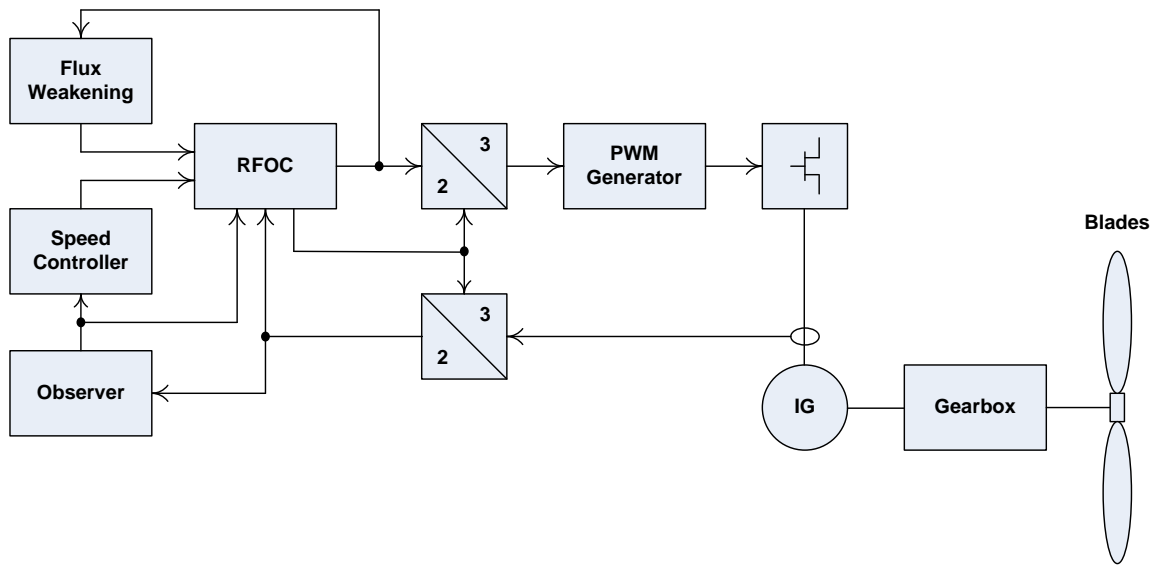 Flux
Weakening
RFOC
3
2
PWM
Generator
Speed
Controller
Blades
3
2
Observer
IG
Gearbox